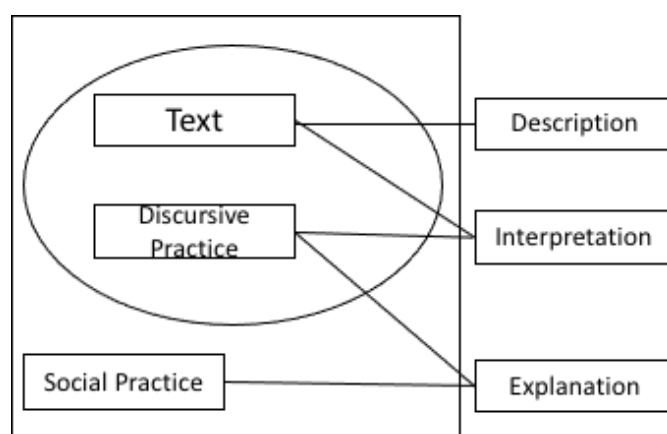 Text
Description
Discursive
Practice
Interpretation
Social Practice
Explanation